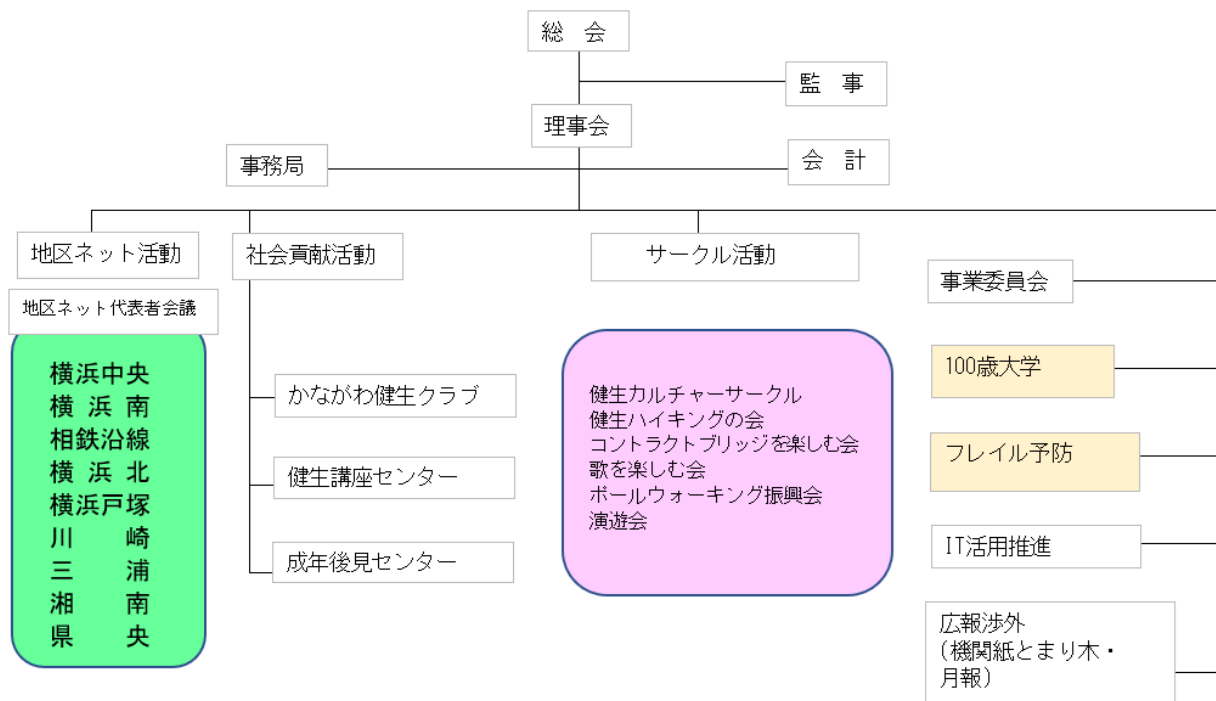 総　会
監　事
理事会
事務局
会　計
地区ネット活動
社会貢献活動
サークル活動
地区ネット代表者会議
横浜中央
横 浜 南
相鉄沿線
横 浜 北
横浜戸塚
川　　崎
三　　浦
湘　　南
県　　央
かながわ健生クラブ
健生講座センター
成年後見センター
健生カルチャーサークル
健生ハイキングの会
コントラクトブリッジを楽しむ会
歌を楽しむ会
ポールウォーキング振興会
演遊会
事業委員会
100歳大学
フレイル予防
IT活用推進
広報渉外
（機関紙とまり木・
月報）